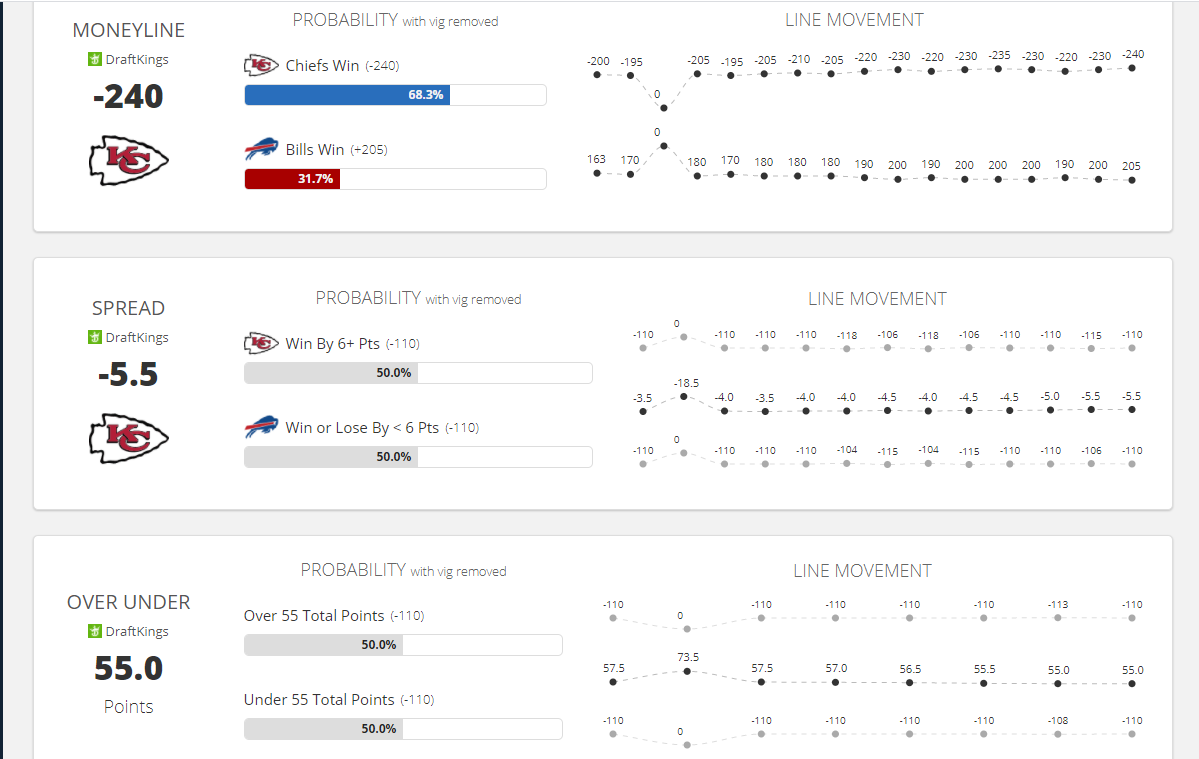 MONEYLINE
DraftKings
-240
PROBABILITY with vig removed
Chiefs Win (-240)
68.3%
Bills Win (+205)
31.7%
LINE MOVEMENT
-200 -195 0 -205 -195 -205 -210 -205 -220 -230 -220 -230 -235 -230 -220 -230 -240
163 170 0 180 170 180 180 180 190 200 190 200 200 200 190 200 205
SPREAD
DraftKings
-5.5
PROBABILITY with vig removed
Win By 6+ Pts (-110)
50.0%
Win or Lose By < 6 Pts (-110)
50.0%
LINE MOVEMENT
-110 0 -110 -110 -110 -118 -106 -118 -106 -110 -110 -115 -110
-3.5 -18.5 -4.0 -3.5 -4.0 -4.0 -4.5 -4.0 -4.5 -4.5 -5.0 -5.5 -5.5
-110 0 -110 -110 -110 -104 -115 -104 -115 -110 -110 -106 -110
OVER UNDER
DraftKings
55.0
Points
PROBABILITY with vig removed
Over 55 Total Points (-110)
50.0%
Under 55 Total Points (-110)
50.0%
LINE MOVEMENT
-110 0 -110 -110 -110 -110 -113 -110
57.5 73.5 57.5 57.0 56.5 55.5 55.0 55.0
-110 0 -110 -110 -110 -110 -108 -110